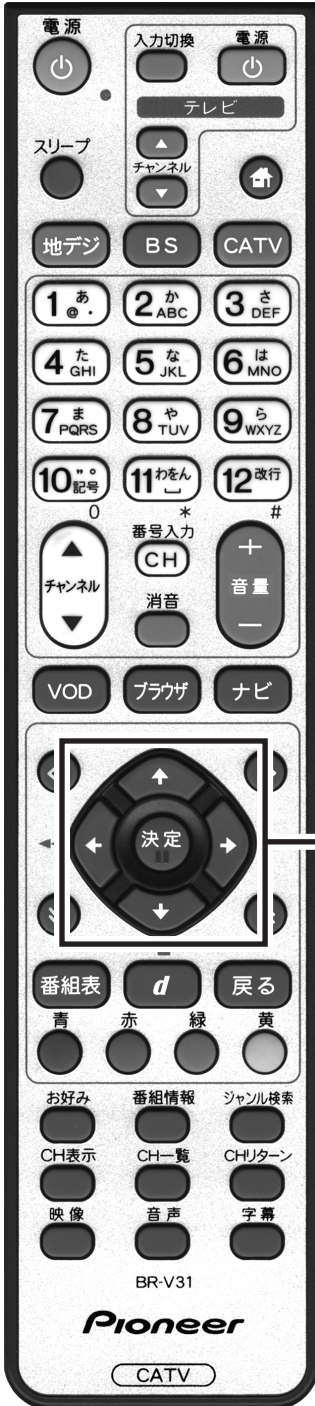 電源
入力切換 電源
テレビ
スリープ
チャンネル
地デジ BS CATV
1 あ @ . 2 か ABC 3 さ DEF
4 た GHI 5 な JKL 6 は MNO
7 ま PQRS 8 や TUV 9 ら WXYZ
10 ゛゜ 記号 11 わをん 12 改行
0 * #
番号入力
チャンネル CH + 音量 −
消音
VOD ブラウザ ナビ
決定
番組表 d 戻る
青 赤 緑 黄
お好み 番組情報 ジャンル検索
CH表示 CH一覧 CHリターン
映像 音声 字幕
BR-V31
Pioneer
CATV